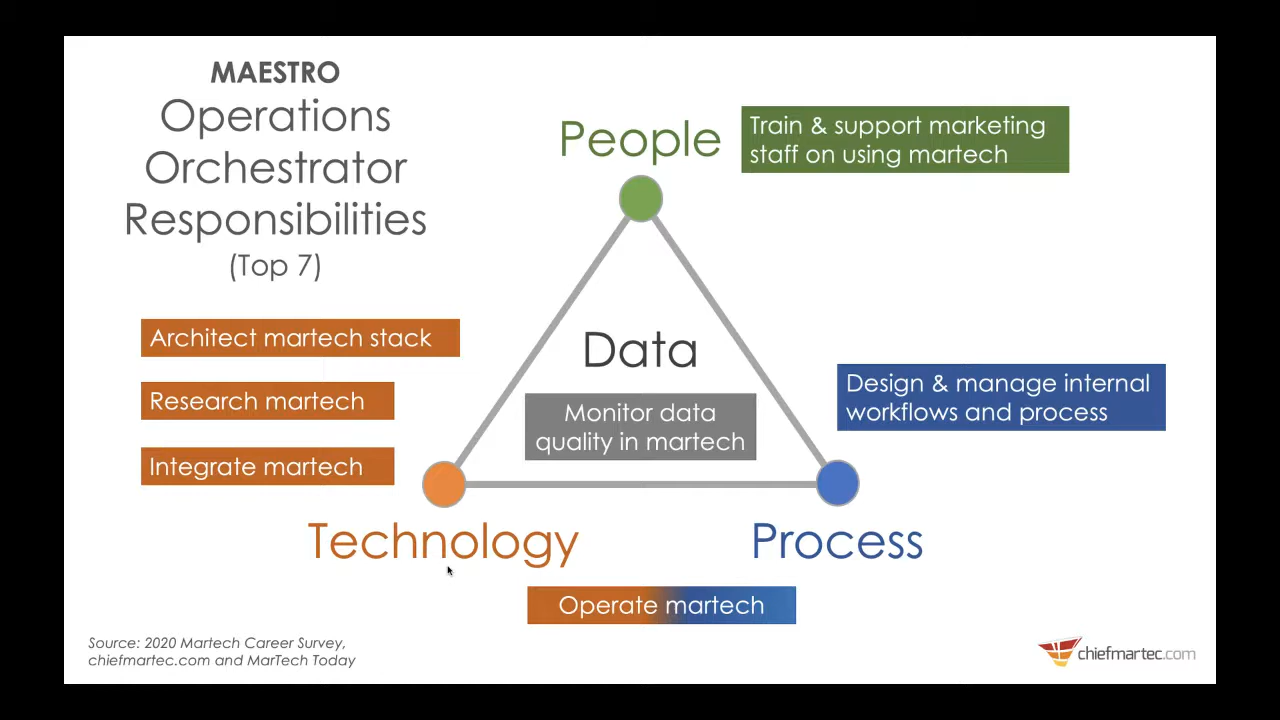 MAESTRO
Operations
Orchestrator
Responsibilities
(Top 7)
People
Train & support marketing
staff on using martech
Architect martech stack
Research martech
Integrate martech
Data
Monitor data
quality in martech
Design & manage internal
workflows and process
Technology
Process
Operate martech
Source: 2020 Martech Career Survey,
chiefmartec.com and MarTech Today
chiefmartec.com